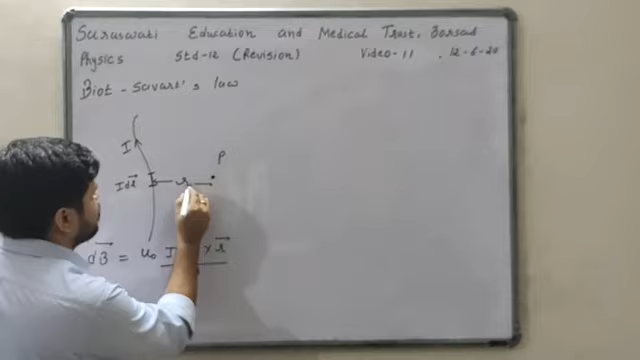 Saraswati Education and Medical Trust, Borsad
Physics Std-12 (Revision) Video-11 . 12-6-20
Biot - Savart's law
I
P
Idl r
dB = μ₀ I × r